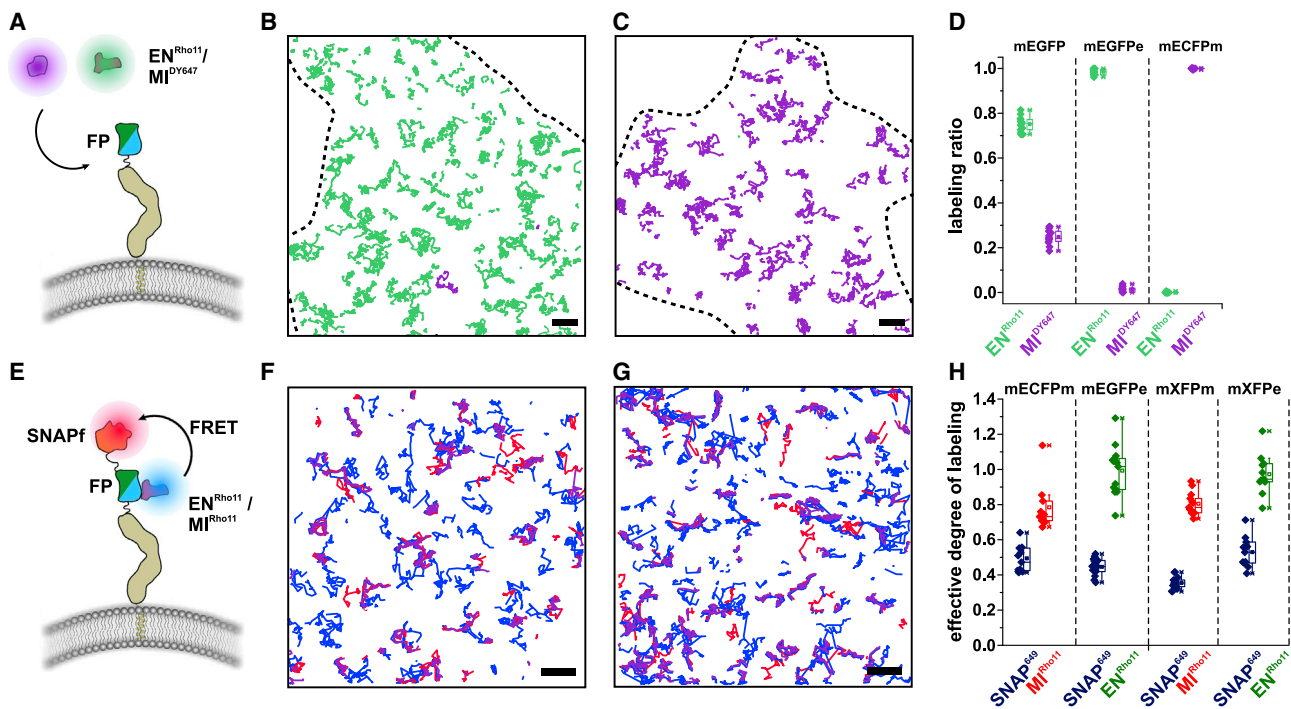 A
EN^Rho11/
MI^DY647
FP
B
C
D
mEGFP mEGFPe mECFPm
labeling ratio
1.0
0.8
0.6
0.4
0.2
0.0
EN^Rho11
MI^DY647
EN^Rho11
MI^DY647
EN^Rho11
MI^DY647
E
SNAPf
FRET
FP
EN^Rho11/
MI^Rho11
F
G
H
mECFPm mEGFPe mXFPm mXFPe
effective degree of labeling
1.4
1.2
1.0
0.8
0.6
0.4
0.2
0.0
SNAP^649
MI^Rho11
SNAP^649
EN^Rho11
SNAP^649
MI^Rho11
SNAP^649
EN^Rho11